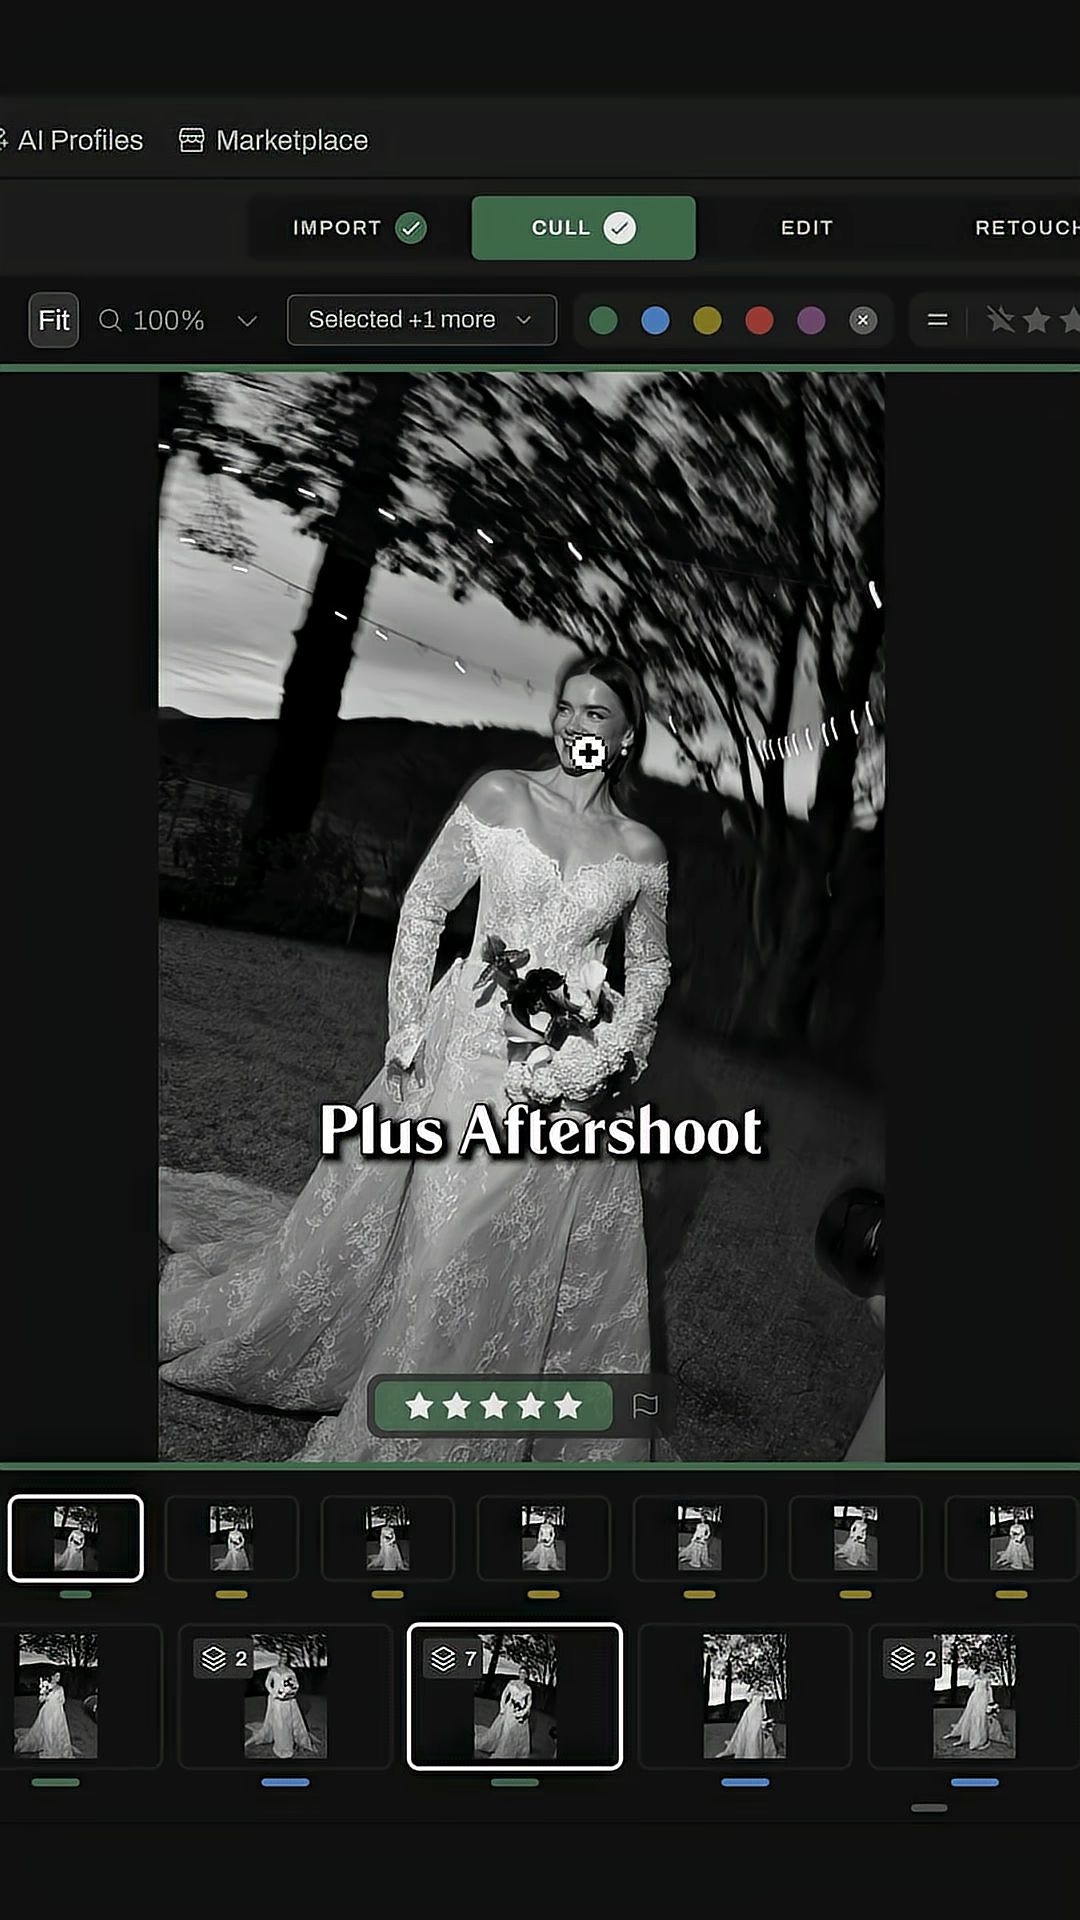 AI Profiles Marketplace
IMPORT CULL EDIT RETOUCH
Fit 100% Selected +1 more
Plus Aftershoot
2 7 2